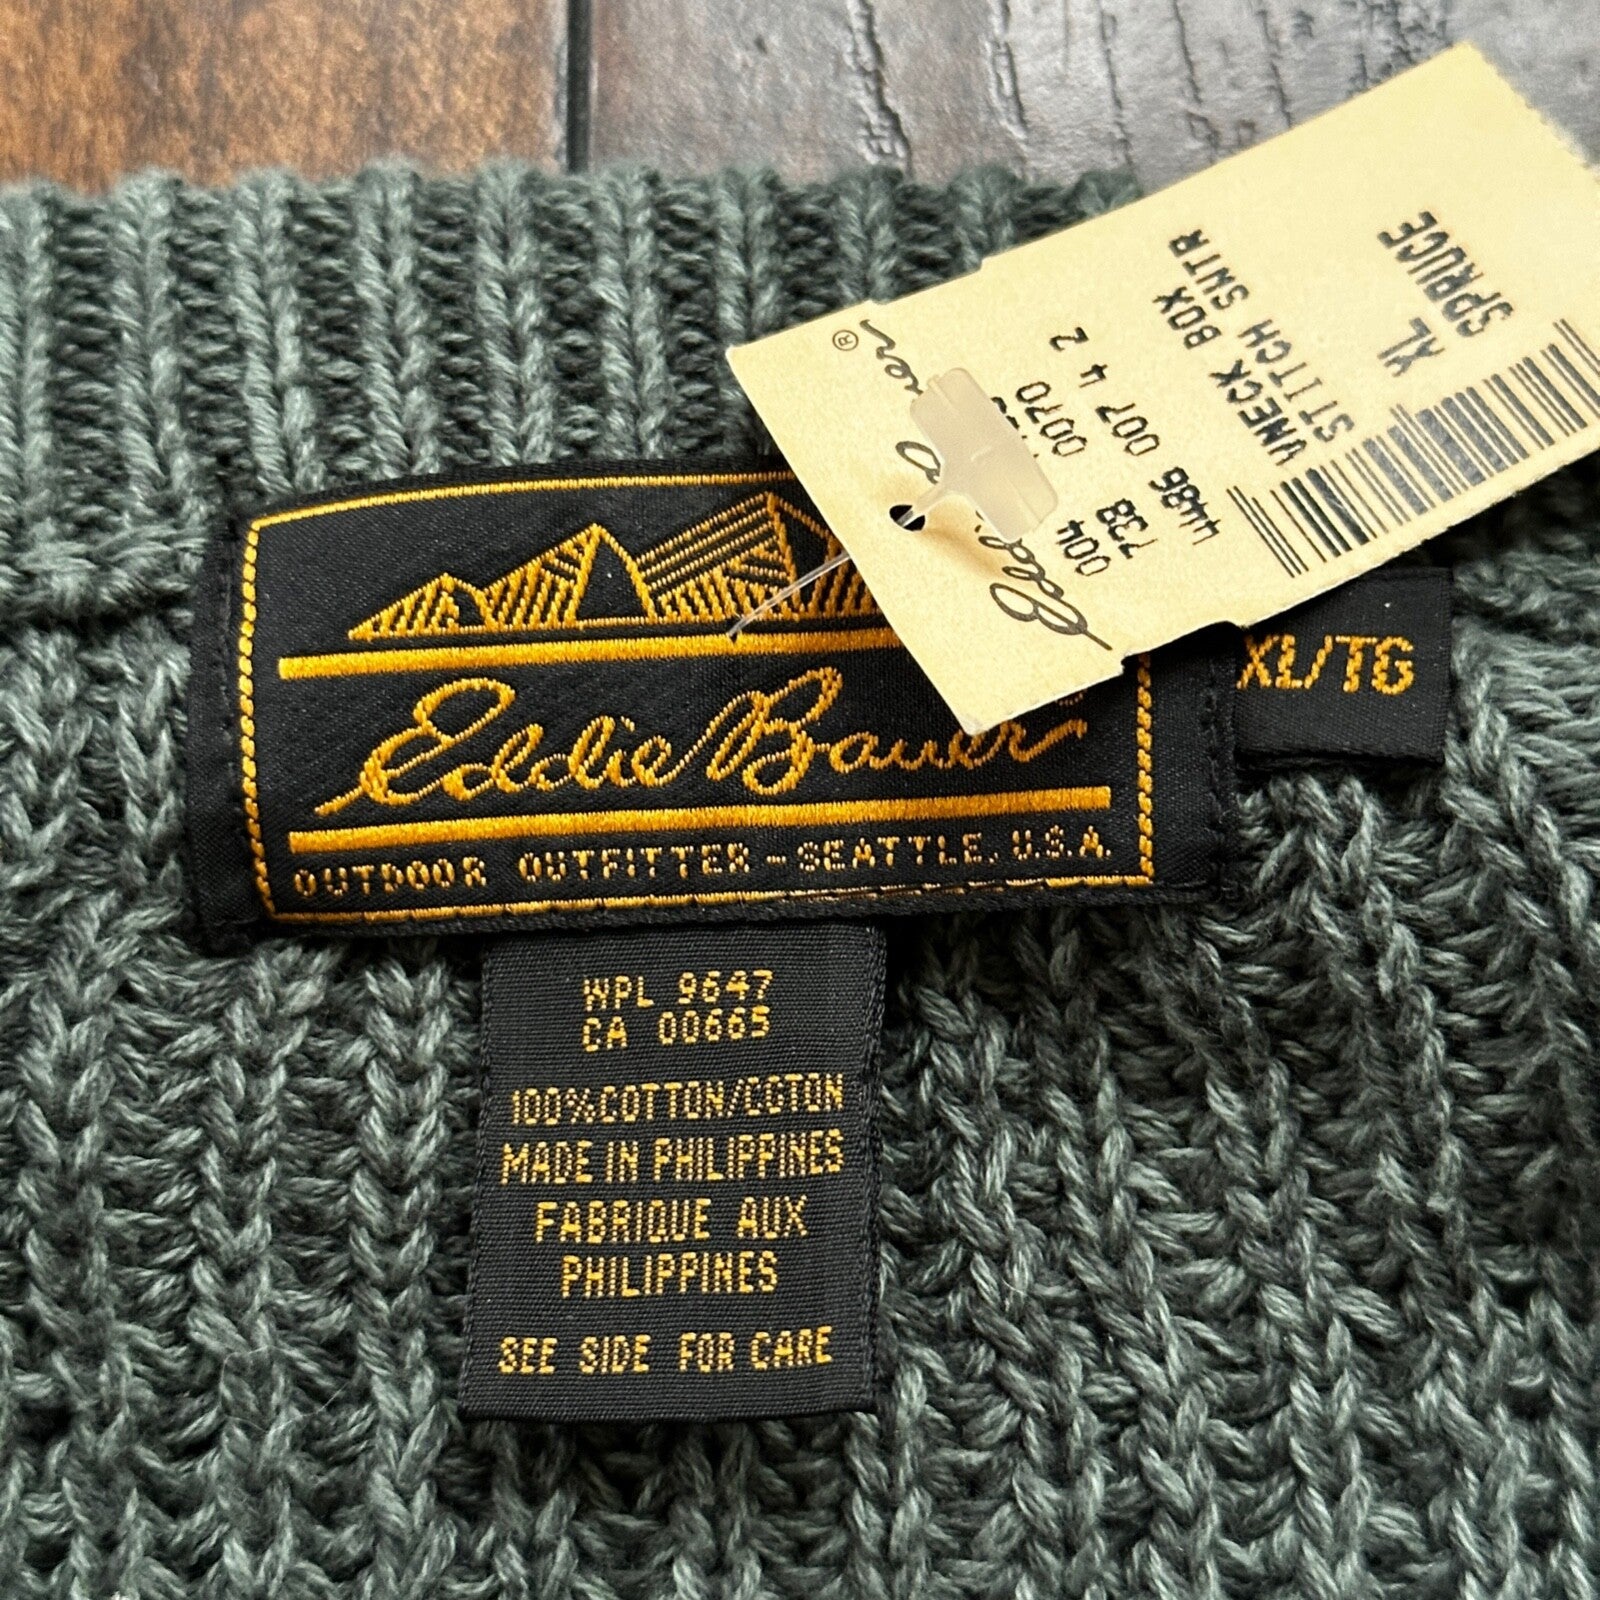 Eddie Bauer
OUTDOOR OUTFITTER - SEATTLE, U.S.A.
XL/TG
WPL 9647
CA 00665
100%COTTON/COTON
MADE IN PHILIPPINES
FABRIQUE AUX
PHILIPPINES
SEE SIDE FOR CARE
Eddie
®
004 0070
738 007 4 2
4486
VNECK BOX
STITCH SWTR
XL
SPRUCE